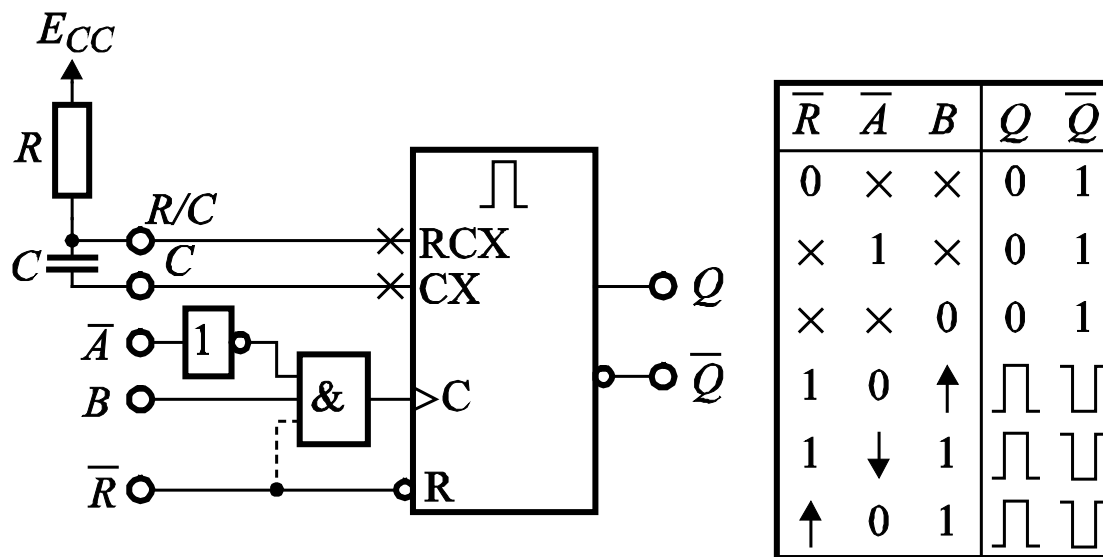 E_CC
R
R/C
C
C
A̅
B
R̅
1
&
RCX
CX
C
R
Q
Q̅
R̅ A̅ B Q Q̅
0 × × 0 1
× 1 × 0 1
× × 0 0 1
1 0 ↑
1 ↓ 1
↑ 0 1